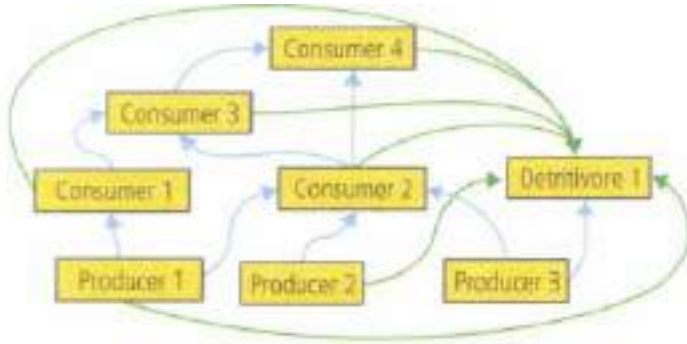 Consumer 4
Consumer 3
Consumer 1
Consumer 2
Detritivore 1
Producer 1
Producer 2
Producer 3